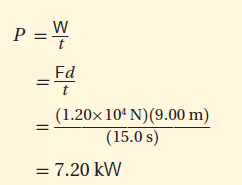 P = W/t
= Fd/t
= (1.20×10⁴ N)(9.00 m)/(15.0 s)
= 7.20 kW